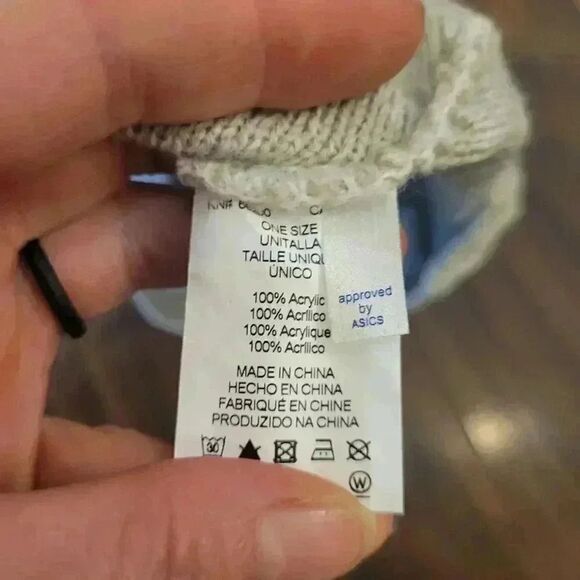 ONE SIZE
UNITALLA
TAILLE
ÚNICO
100% Acrylic
100% Acrílico
100% Acrylique
100% Acrílico
approved
by
ASICS
MADE IN CHINA
HECHO EN CHINA
FABRIQUÉ EN CHINE
PRODUZIDO NA CHINA
30
W